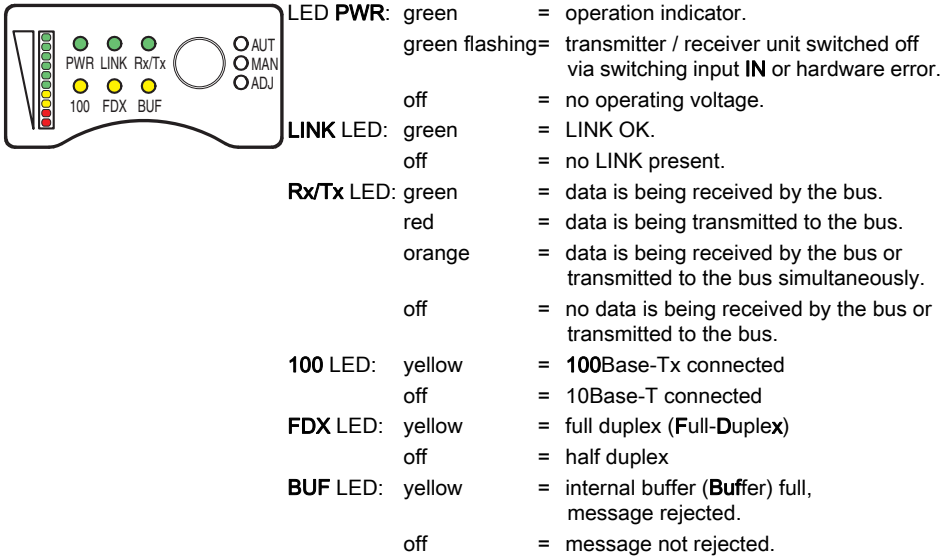 PWR LINK Rx/Tx
100 FDX BUF
AUT
MAN
ADJ
LED PWR: green = operation indicator.
green flashing= transmitter / receiver unit switched off
via switching input IN or hardware error.
off = no operating voltage.
LINK LED: green = LINK OK.
off = no LINK present.
Rx/Tx LED: green = data is being received by the bus.
red = data is being transmitted to the bus.
orange = data is being received by the bus or
transmitted to the bus simultaneously.
off = no data is being received by the bus or
transmitted to the bus.
100 LED: yellow = 100Base-Tx connected
off = 10Base-T connected
FDX LED: yellow = full duplex (Full-Duplex)
off = half duplex
BUF LED: yellow = internal buffer (Buffer) full,
message rejected.
off = message not rejected.